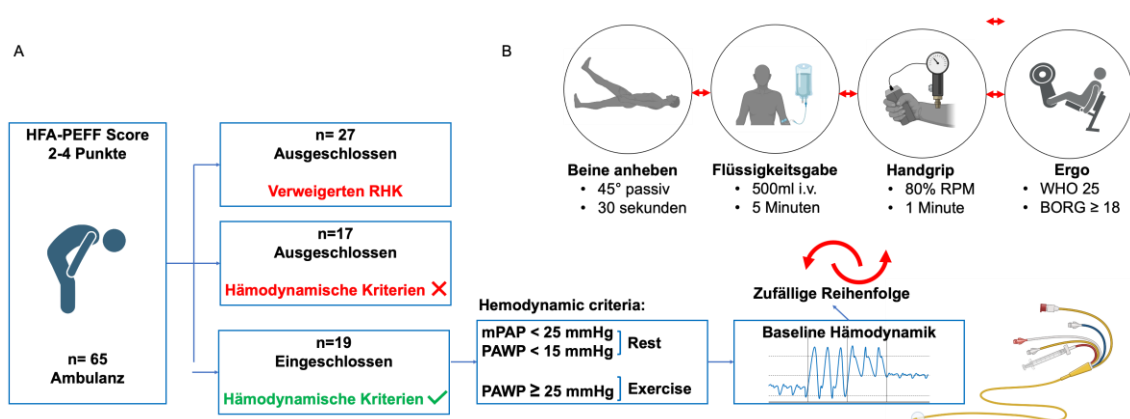 A
HFA-PEFF Score
2-4 Punkte
n= 65
Ambulanz
n= 27
Ausgeschlossen
Verweigerten RHK
n=17
Ausgeschlossen
Hämodynamische Kriterien
n=19
Eingeschlossen
Hämodynamische Kriterien
Hemodynamic criteria:
mPAP < 25 mmHg
PAWP < 15 mmHg
Rest
PAWP ≥ 25 mmHg
Exercise
B
Beine anheben
• 45° passiv
• 30 sekunden
Flüssigkeitsgabe
• 500ml i.v.
• 5 Minuten
Handgrip
• 80% RPM
• 1 Minute
Ergo
• WHO 25
• BORG ≥ 18
Zufällige Reihenfolge
Baseline Hämodynamik